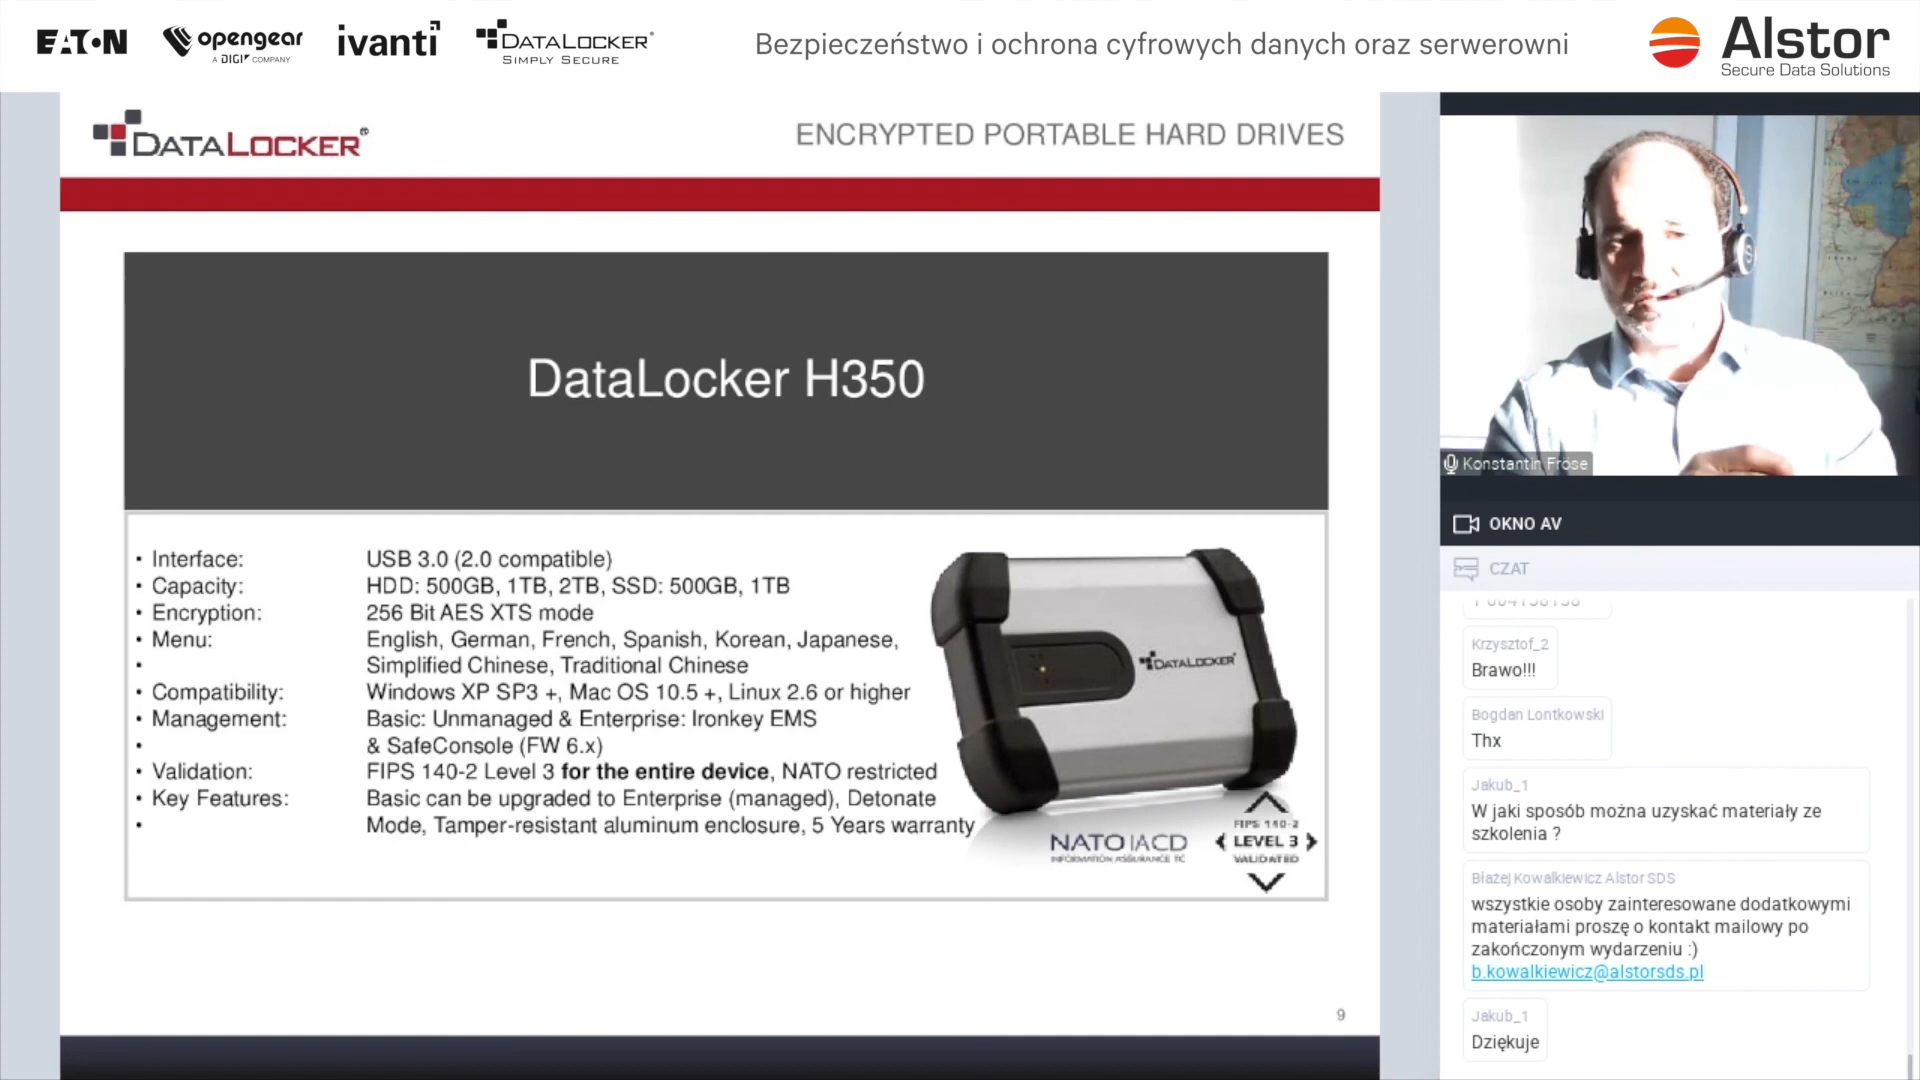 EATON
opengear
A DIGI COMPANY
ivanti
DATALOCKER
SIMPLY SECURE
Bezpieczeństwo i ochrona cyfrowych danych oraz serwerowni
Alstor
Secure Data Solutions
DATALOCKER®
ENCRYPTED PORTABLE HARD DRIVES
DataLocker H350
• Interface: USB 3.0 (2.0 compatible)
• Capacity: HDD: 500GB, 1TB, 2TB, SSD: 500GB, 1TB
• Encryption: 256 Bit AES XTS mode
• Menu: English, German, French, Spanish, Korean, Japanese,
• Simplified Chinese, Traditional Chinese
• Compatibility: Windows XP SP3 +, Mac OS 10.5 +, Linux 2.6 or higher
• Management: Basic: Unmanaged & Enterprise: Ironkey EMS
• & SafeConsole (FW 6.x)
• Validation: FIPS 140-2 Level 3 for the entire device, NATO restricted
• Key Features: Basic can be upgraded to Enterprise (managed), Detonate
• Mode, Tamper-resistant aluminum enclosure, 5 Years warranty
DATALOCKER
NATO IACD
INFORMATION ASSURANCE
FIPS 140-2
LEVEL 3
VALIDATED
9
Konstantin Fröse
OKNO AV
CZAT
Krzysztof_2
Brawo!!!
Bogdan Lontkowski
Thx
Jakub_1
W jaki sposób można uzyskać materiały ze
szkolenia ?
Błażej Kowalkiewicz Alstor SDS
wszystkie osoby zainteresowane dodatkowymi
materiałami proszę o kontakt mailowy po
zakończonym wydarzeniu :)
b.kowalkiewicz@alstorsds.pl
Jakub_1
Dziękuje